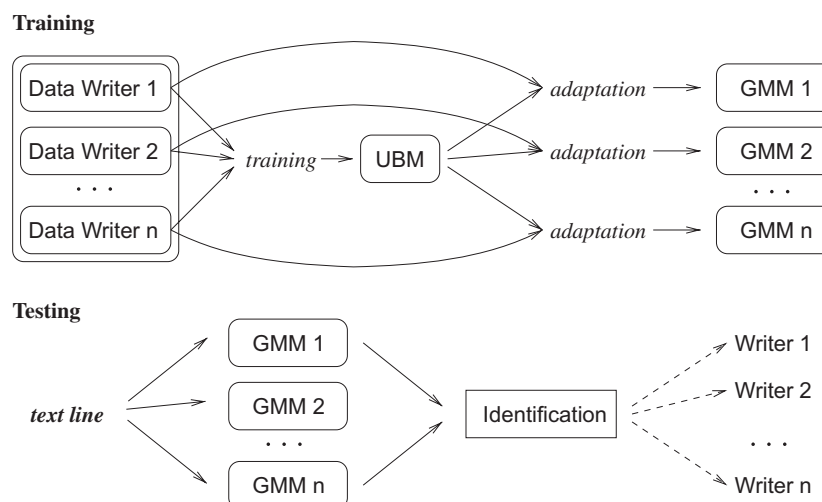 Training
Data Writer 1
adaptation
GMM 1
Data Writer 2
training
UBM
adaptation
GMM 2
. . .
. . .
Data Writer n
adaptation
GMM n
Testing
GMM 1
Writer 1
text line
GMM 2
Identification
Writer 2
. . .
. . .
GMM n
Writer n